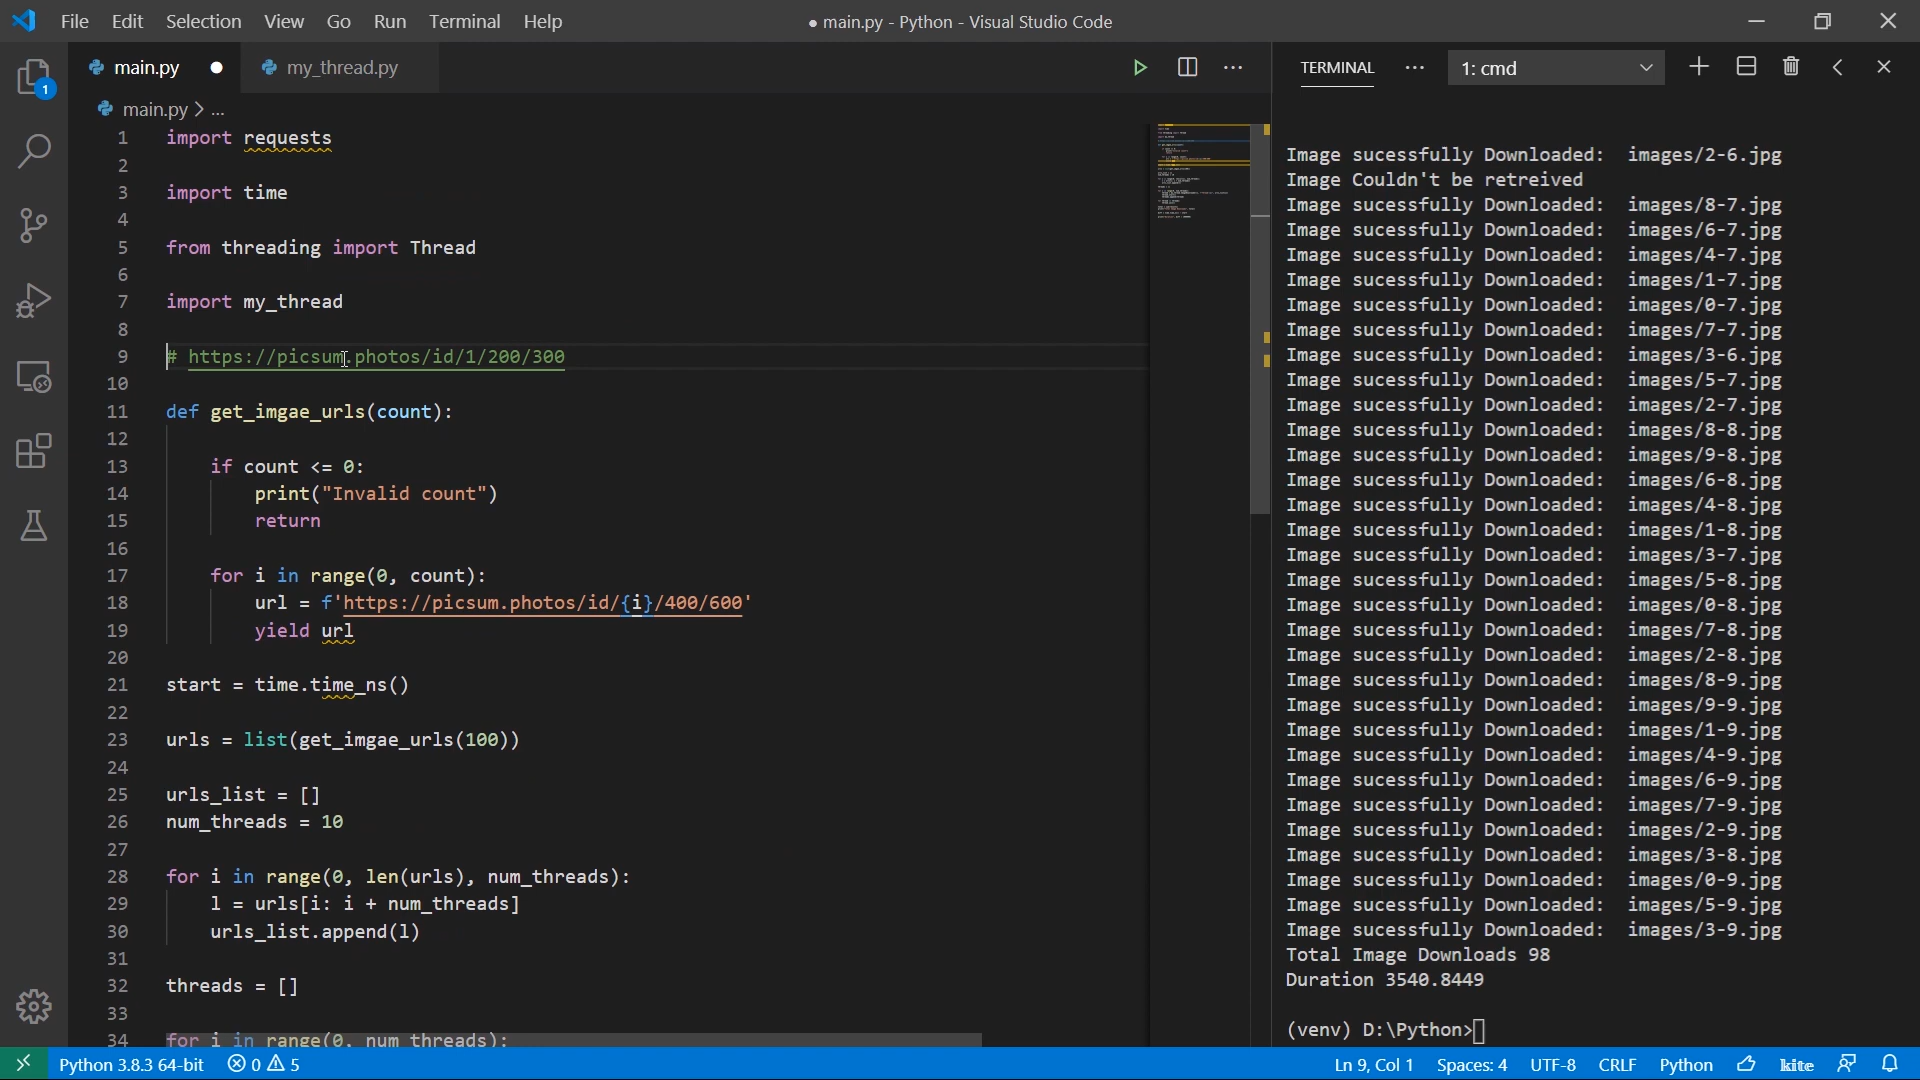 File Edit Selection View Go Run Terminal Help
● main.py - Python - Visual Studio Code
main.py ●
my_thread.py
TERMINAL ··· 1: cmd
main.py > ...
1 import requests
2
3 import time
4
5 from threading import Thread
6
7 import my_thread
8
9 # https://picsum.photos/id/1/200/300
10
11 def get_imgae_urls(count):
12
13 if count <= 0:
14 print("Invalid count")
15 return
16
17 for i in range(0, count):
18 url = f'https://picsum.photos/id/{i}/400/600'
19 yield url
20
21 start = time.time_ns()
22
23 urls = list(get_imgae_urls(100))
24
25 urls_list = []
26 num_threads = 10
27
28 for i in range(0, len(urls), num_threads):
29 l = urls[i: i + num_threads]
30 urls_list.append(l)
31
32 threads = []
33
34 for i in range(0, num threads):
Image sucessfully Downloaded:  images/2-6.jpg
Image Couldn't be retreived
Image sucessfully Downloaded:  images/8-7.jpg
Image sucessfully Downloaded:  images/6-7.jpg
Image sucessfully Downloaded:  images/4-7.jpg
Image sucessfully Downloaded:  images/1-7.jpg
Image sucessfully Downloaded:  images/0-7.jpg
Image sucessfully Downloaded:  images/7-7.jpg
Image sucessfully Downloaded:  images/3-6.jpg
Image sucessfully Downloaded:  images/5-7.jpg
Image sucessfully Downloaded:  images/2-7.jpg
Image sucessfully Downloaded:  images/8-8.jpg
Image sucessfully Downloaded:  images/9-8.jpg
Image sucessfully Downloaded:  images/6-8.jpg
Image sucessfully Downloaded:  images/4-8.jpg
Image sucessfully Downloaded:  images/1-8.jpg
Image sucessfully Downloaded:  images/3-7.jpg
Image sucessfully Downloaded:  images/5-8.jpg
Image sucessfully Downloaded:  images/0-8.jpg
Image sucessfully Downloaded:  images/7-8.jpg
Image sucessfully Downloaded:  images/2-8.jpg
Image sucessfully Downloaded:  images/8-9.jpg
Image sucessfully Downloaded:  images/9-9.jpg
Image sucessfully Downloaded:  images/1-9.jpg
Image sucessfully Downloaded:  images/4-9.jpg
Image sucessfully Downloaded:  images/6-9.jpg
Image sucessfully Downloaded:  images/7-9.jpg
Image sucessfully Downloaded:  images/2-9.jpg
Image sucessfully Downloaded:  images/3-8.jpg
Image sucessfully Downloaded:  images/0-9.jpg
Image sucessfully Downloaded:  images/5-9.jpg
Image sucessfully Downloaded:  images/3-9.jpg
Total Image Downloads 98
Duration 3540.8449
(venv) D:\Python>
1
Python 3.8.3 64-bit 0 5
Ln 9, Col 1 Spaces: 4 UTF-8 CRLF Python kite